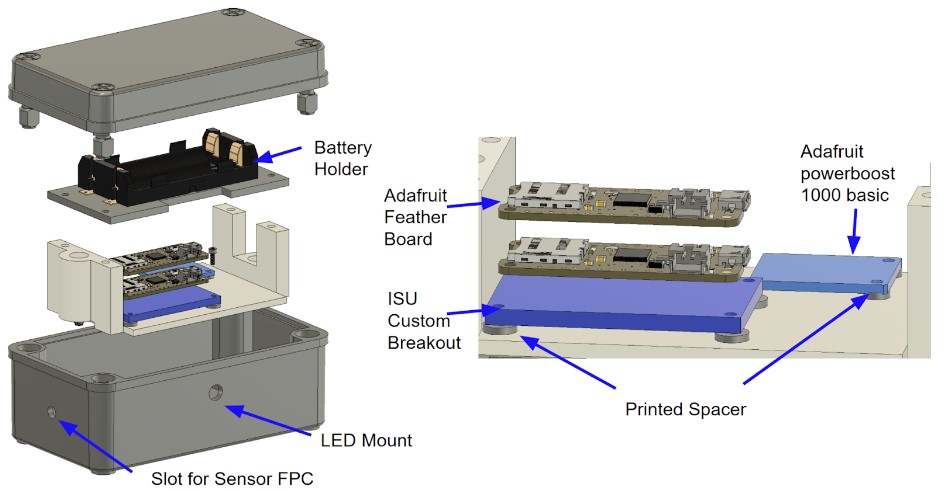 Battery
Holder
LED Mount
Slot for Sensor FPC
Adafruit
Feather
Board
ISU
Custom
Breakout
Adafruit
powerboost
1000 basic
Printed Spacer